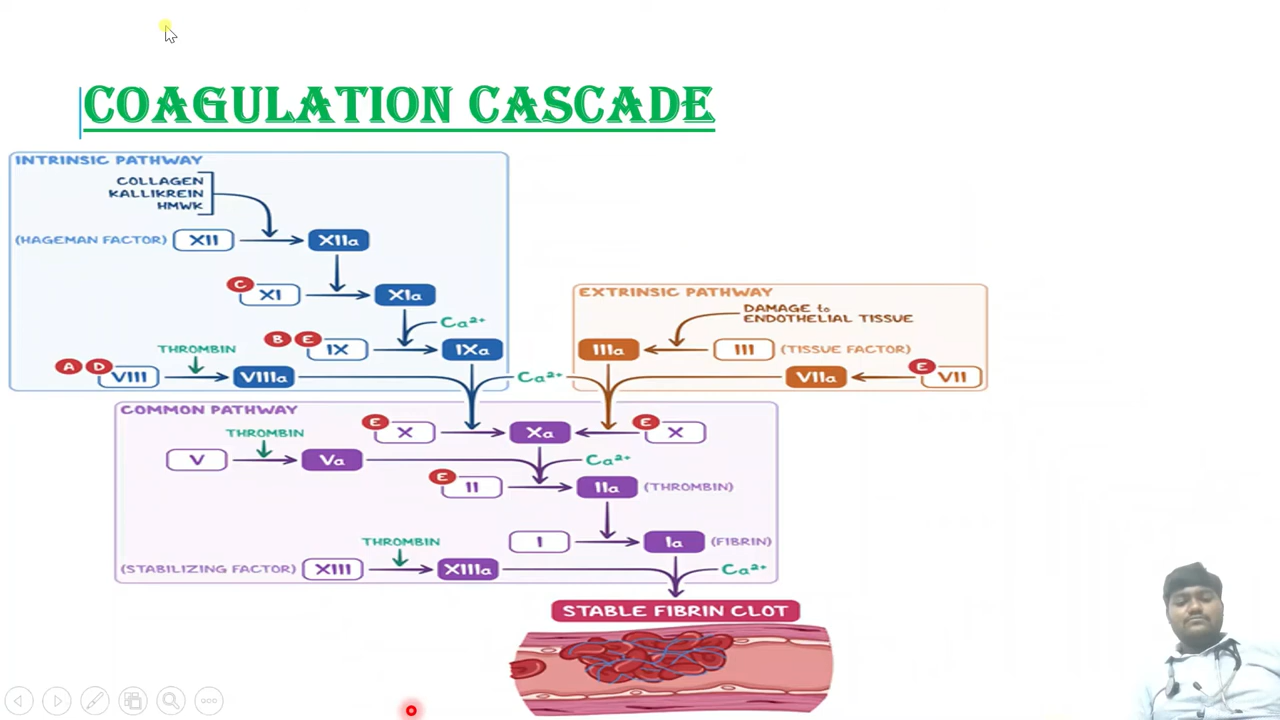 COAGULATION CASCADE
INTRINSIC PATHWAY
COLLAGEN
KALLIKREIN
HMWK
(HAGEMAN FACTOR) XII XIIa
C XI XIa
Ca²⁺
B E IX IXa
THROMBIN
A D VIII VIIIa
Ca²⁺
EXTRINSIC PATHWAY
DAMAGE to
ENDOTHELIAL TISSUE
IIIa III (TISSUE FACTOR)
VIIa E VII
COMMON PATHWAY
E X Xa E X
THROMBIN
V Va Ca²⁺
E II IIa (THROMBIN)
I Ia (FIBRIN)
THROMBIN
(STABILIZING FACTOR) XIII XIIIa Ca²⁺
STABLE FIBRIN CLOT